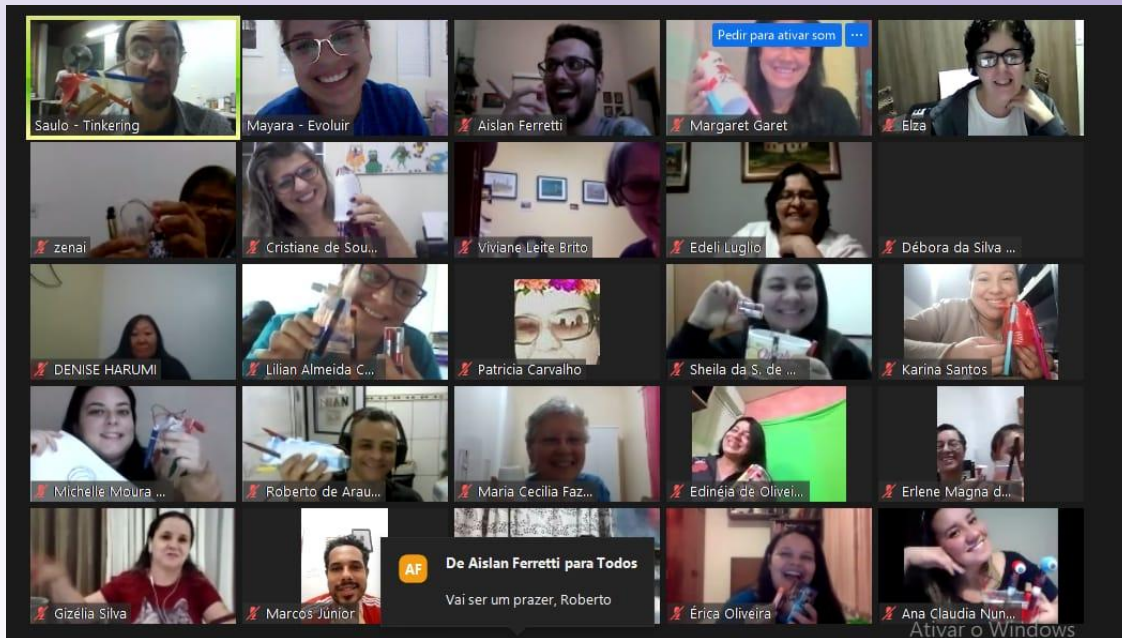 Pedir para ativar som ...
Saulo - Tinkering
Mayara - Evoluir
Aislan Ferretti
Margaret Garet
Elza
zenai
Cristiane de Sou...
Viviane Leite Brito
Edeli Luglio
Débora da Silva ...
DENISE HARUMI
Lilian Almeida C...
Patricia Carvalho
Sheila da S. de ...
Karina Santos
Michelle Moura ...
Roberto de Arau...
Maria Cecilia Faz...
Edinéia de Olivei...
Erlene Magna d...
Gizélia Silva
Marcos Júnior
AF
De Aislan Ferretti para Todos
Vai ser um prazer, Roberto
Érica Oliveira
Ana Claudia Nun...
Ativar o Windows